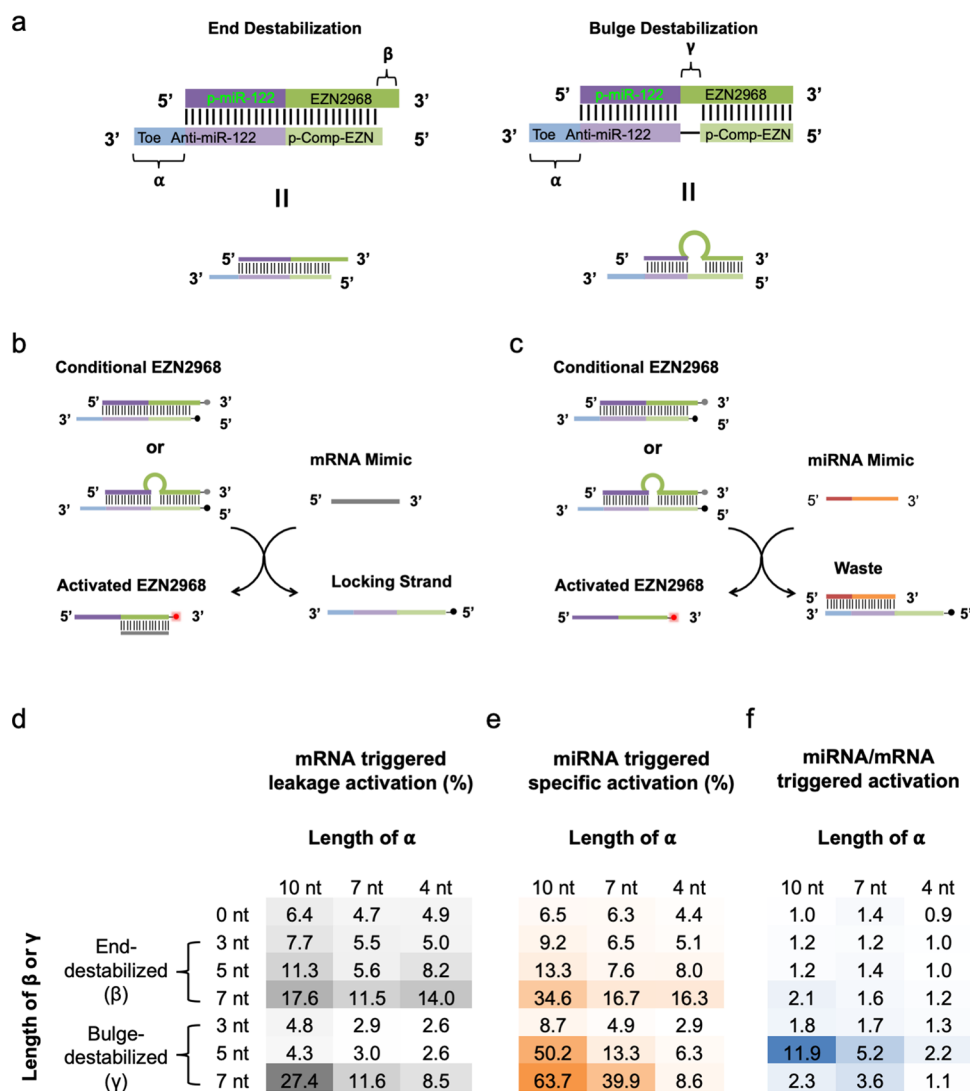 a
End Destabilization
β
5’ p-miR-122 EZN2968 3’
3’ Toe Anti-miR-122 p-Comp-EZN 5’
α
=
5’ 3’
3’ 5’
Bulge Destabilization
γ
5’ p-miR-122 EZN2968 3’
3’ Toe Anti-miR-122 p-Comp-EZN 5’
α
=
5’ 3’
3’ 5’
b
Conditional EZN2968
5’ 3’
3’ 5’
or
mRNA Mimic
5’ 3’
5’ 3’
3’ 5’
Activated EZN2968
5’ 3’
Locking Strand
3’ 5’
c
Conditional EZN2968
5’ 3’
3’ 5’
or
miRNA Mimic
5’ 3’
5’ 3’
3’ 5’
Activated EZN2968
5’ 3’
Waste
5’
3’ 5’
d
mRNA triggered
leakage activation (%)
Length of α
e
miRNA triggered
specific activation (%)
Length of α
f
miRNA/mRNA
triggered activation
Length of α
10 nt 7 nt 4 nt 10 nt 7 nt 4 nt 10 nt 7 nt 4 nt
Length of β or γ
End-
destabilized
(β)
Bulge-
destabilized
(γ)
0 nt 6.4 4.7 4.9 6.5 6.3 4.4 1.0 1.4 0.9
3 nt 7.7 5.5 5.0 9.2 6.5 5.1 1.2 1.2 1.0
5 nt 11.3 5.6 8.2 13.3 7.6 8.0 1.2 1.4 1.0
7 nt 17.6 11.5 14.0 34.6 16.7 16.3 2.1 1.6 1.2
3 nt 4.8 2.9 2.6 8.7 4.9 2.9 1.8 1.7 1.3
5 nt 4.3 3.0 2.6 50.2 13.3 6.3 11.9 5.2 2.2
7 nt 27.4 11.6 8.5 63.7 39.9 8.6 2.3 3.6 1.1